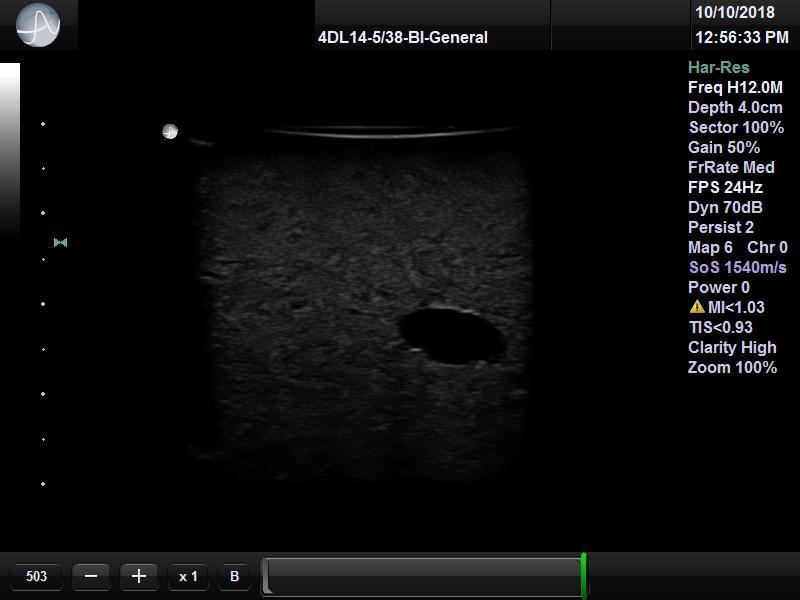 10/10/2018
4DL14-5/38-BI-General
12:56:33 PM
Har-Res
Freq H12.0M
Depth 4.0cm
Sector 100%
Gain 50%
FrRate Med
FPS 24Hz
Dyn 70dB
Persist 2
Map 6 Chr 0
SoS 1540m/s
Power 0
MI<1.03
TIS<0.93
Clarity High
Zoom 100%
503 − + x 1 B